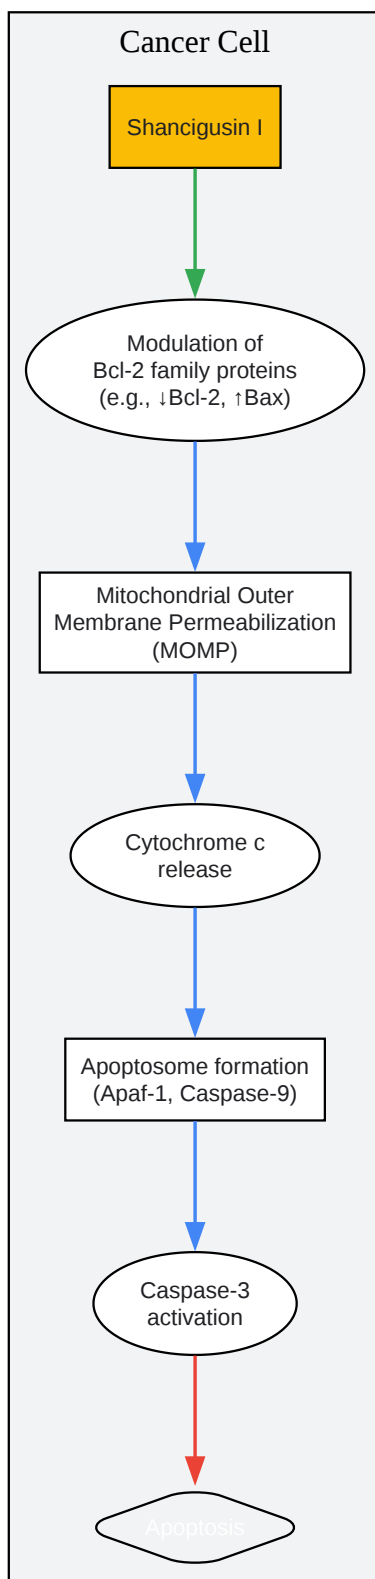 Cancer Cell
Shancigusin I
Modulation of
Bcl-2 family proteins
(e.g., ↓Bcl-2, ↑Bax)
Mitochondrial Outer
Membrane Permeabilization
(MOMP)
Cytochrome c
release
Apoptosome formation
(Apaf-1, Caspase-9)
Caspase-3
activation
Apoptosis